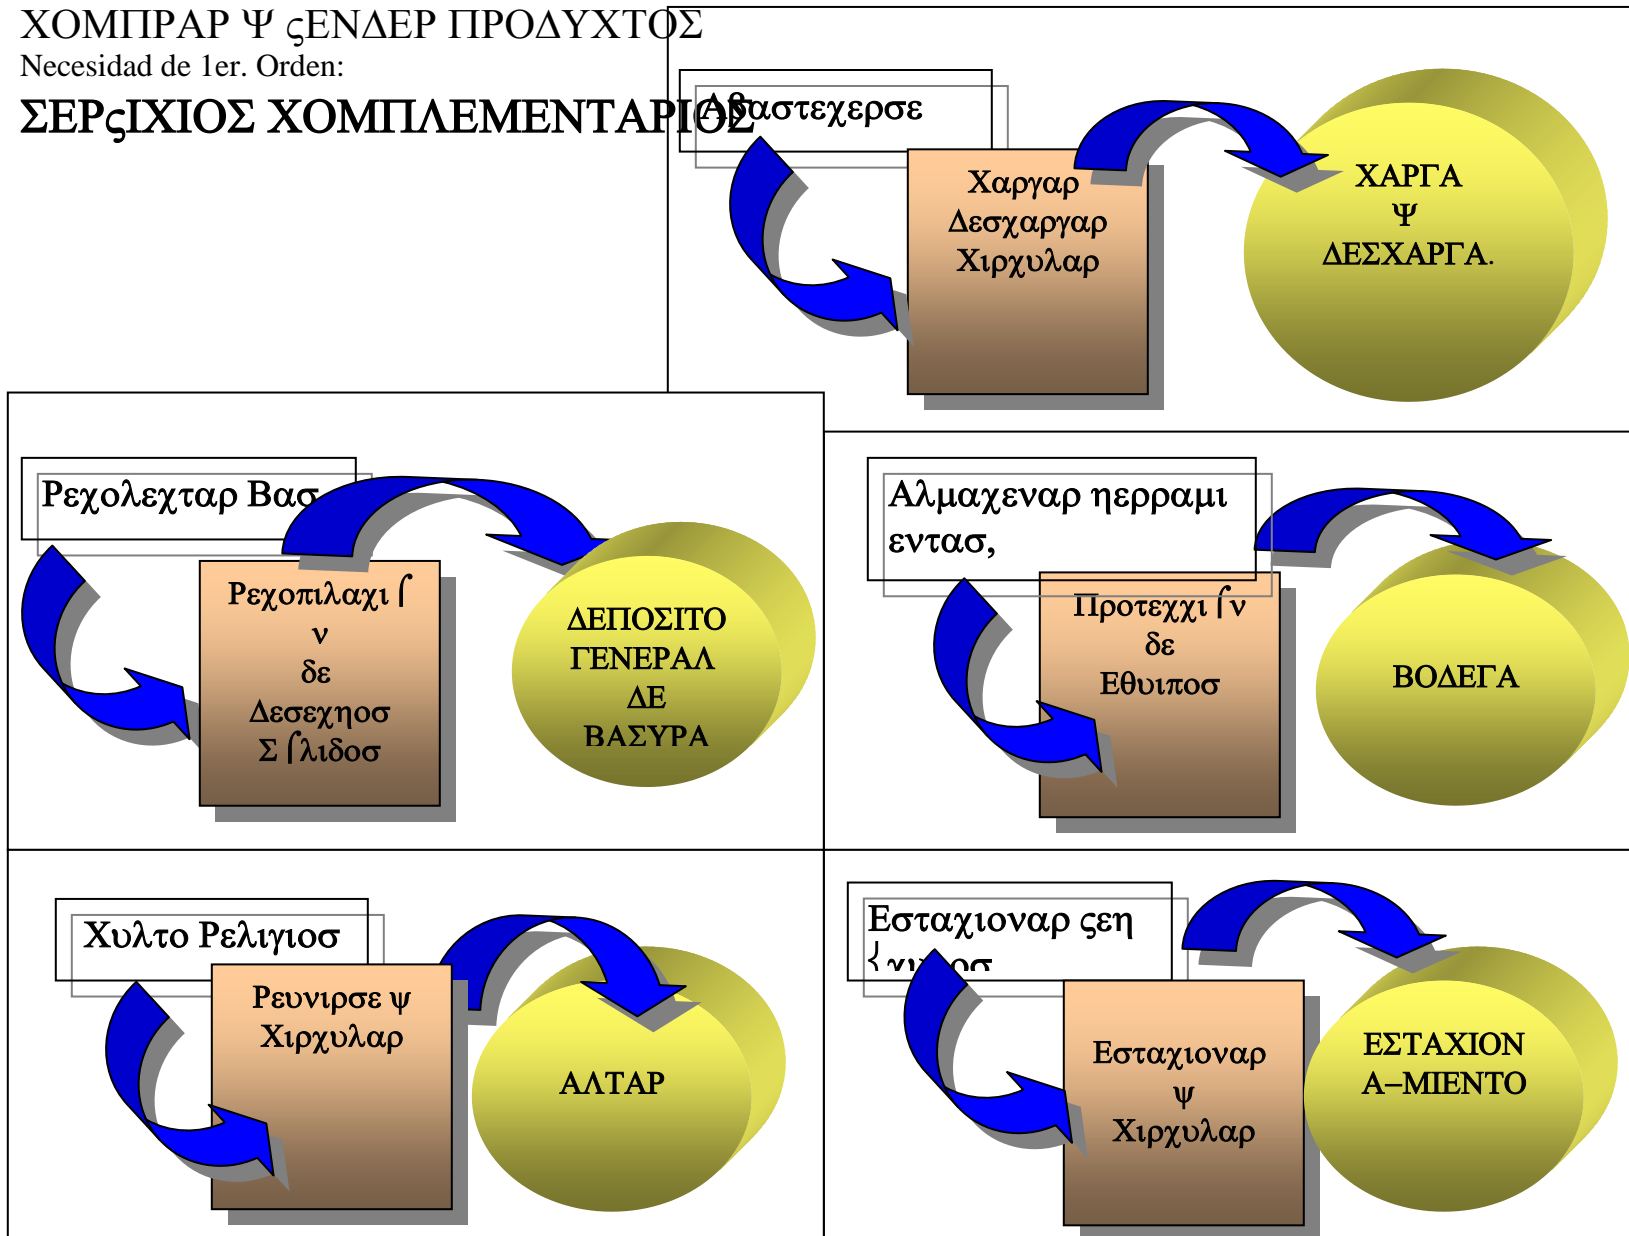 ΧΟΜΠΡΑΡ Ψ ςΕΝΔΕΡ ΠΡΟΔΥΧΤΟΣ
Necesidad de 1er. Orden:
ΣΕΡςΙΧΙΟΣ ΧΟΜΠΛΕΜΕΝΤΑΡΙΟΣ
Αβαστεχερσε
Χαργαρ
Δεσχαργαρ
Χιρχυλαρ
ΧΑΡΓΑ
Ψ
ΔΕΣΧΑΡΓΑ.
Ρεχολεχταρ Βασ
Ρεχοπιλαχι⌠
ν
δε
Δεσεχηοσ
Σ⌠λιδοσ
ΔΕΠΟΣΙΤΟ
ΓΕΝΕΡΑΛ
ΔΕ
ΒΑΣΥΡΑ
Αλμαχεναρ ηερραμι
εντασ,
Προτεχχι⌠ν
δε
Εθυιποσ
ΒΟΔΕΓΑ
Χυλτο Ρελιγιοσ
Ρευνιρσε ψ
Χιρχυλαρ
ΑΛΤΑΡ
Εσταχιοναρ ςεη
Εσταχιοναρ
ψ
Χιρχυλαρ
ΕΣΤΑΧΙΟΝ
Α−ΜΙΕΝΤΟ